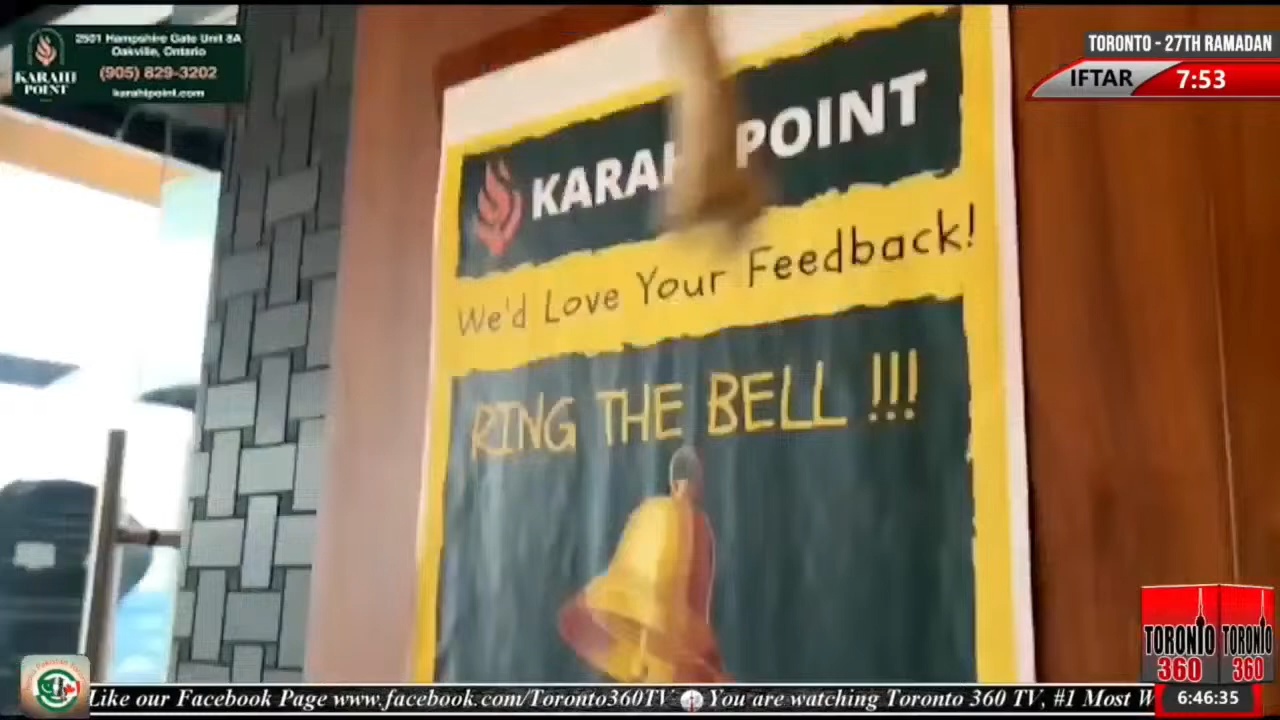 KARAHI
POINT
2501 Hampshire Gate Unit 8A
Oakville, Ontario
(905) 829-3202
karahipoint.com
TORONTO - 27TH RAMADAN
IFTAR 7:53
KARAHI POINT
We'd Love Your Feedback!
RING THE BELL !!!
TORONTO TORONTO
360 360
Like our Facebook Page www.facebook.com/Toronto360TV You are watching Toronto 360 TV, #1 Most W
6:46:35